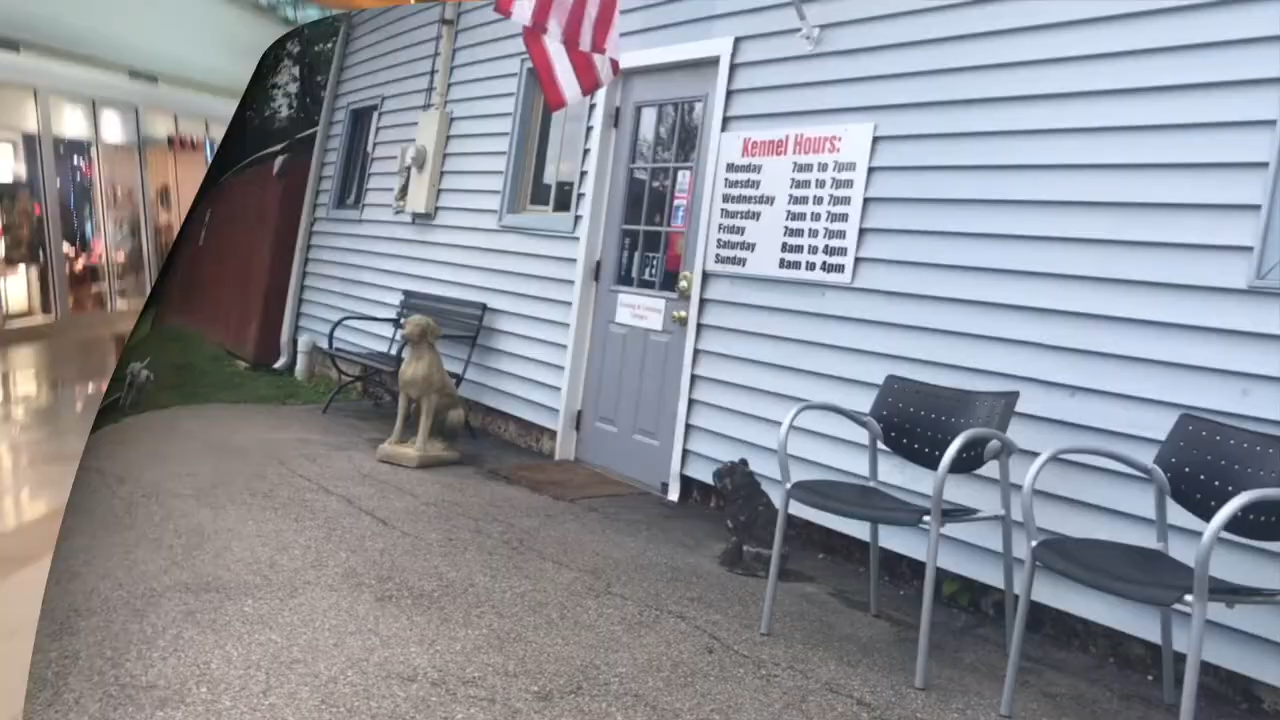 Kennel Hours:
Monday 7am to 7pm
Tuesday 7am to 7pm
Wednesday 7am to 7pm
Thursday 7am to 7pm
Friday 7am to 7pm
Saturday 8am to 4pm
Sunday 8am to 4pm